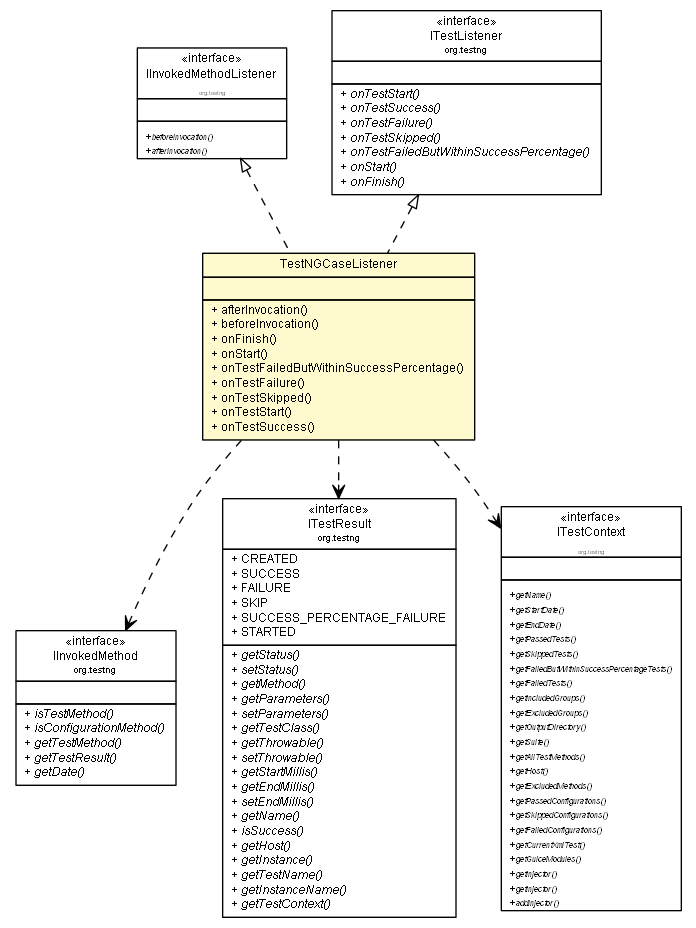 «interface»
IInvokedMethodListener
org.testng
+beforeInvocation()
+afterInvocation()
«interface»
ITestListener
org.testng
+ onTestStart()
+ onTestSuccess()
+ onTestFailure()
+ onTestSkipped()
+ onTestFailedButWithinSuccessPercentage()
+ onStart()
+ onFinish()
TestNGCaseListener
+ afterInvocation()
+ beforeInvocation()
+ onFinish()
+ onStart()
+ onTestFailedButWithinSuccessPercentage()
+ onTestFailure()
+ onTestSkipped()
+ onTestStart()
+ onTestSuccess()
«interface»
IInvokedMethod
org.testng
+ isTestMethod()
+ isConfigurationMethod()
+ getTestMethod()
+ getTestResult()
+ getDate()
«interface»
ITestResult
org.testng
+ CREATED
+ SUCCESS
+ FAILURE
+ SKIP
+ SUCCESS_PERCENTAGE_FAILURE
+ STARTED
+ getStatus()
+ setStatus()
+ getMethod()
+ getParameters()
+ setParameters()
+ getTestClass()
+ getThrowable()
+ setThrowable()
+ getStartMillis()
+ getEndMillis()
+ setEndMillis()
+ getName()
+ isSuccess()
+ getHost()
+ getInstance()
+ getTestName()
+ getInstanceName()
+ getTestContext()
«interface»
ITestContext
org.testng
+getName()
+getStartDate()
+getEndDate()
+getPassedTests()
+getSkippedTests()
+getFailedButWithinSuccessPercentageTests()
+getFailedTests()
+getIncludedGroups()
+getExcludedGroups()
+getOutputDirectory()
+getSuite()
+getAllTestMethods()
+getHost()
+getExcludedMethods()
+getPassedConfigurations()
+getSkippedConfigurations()
+getFailedConfigurations()
+getCurrentXmlTest()
+getGuiceModules()
+getInjector()
+getInjector()
+addInjector()